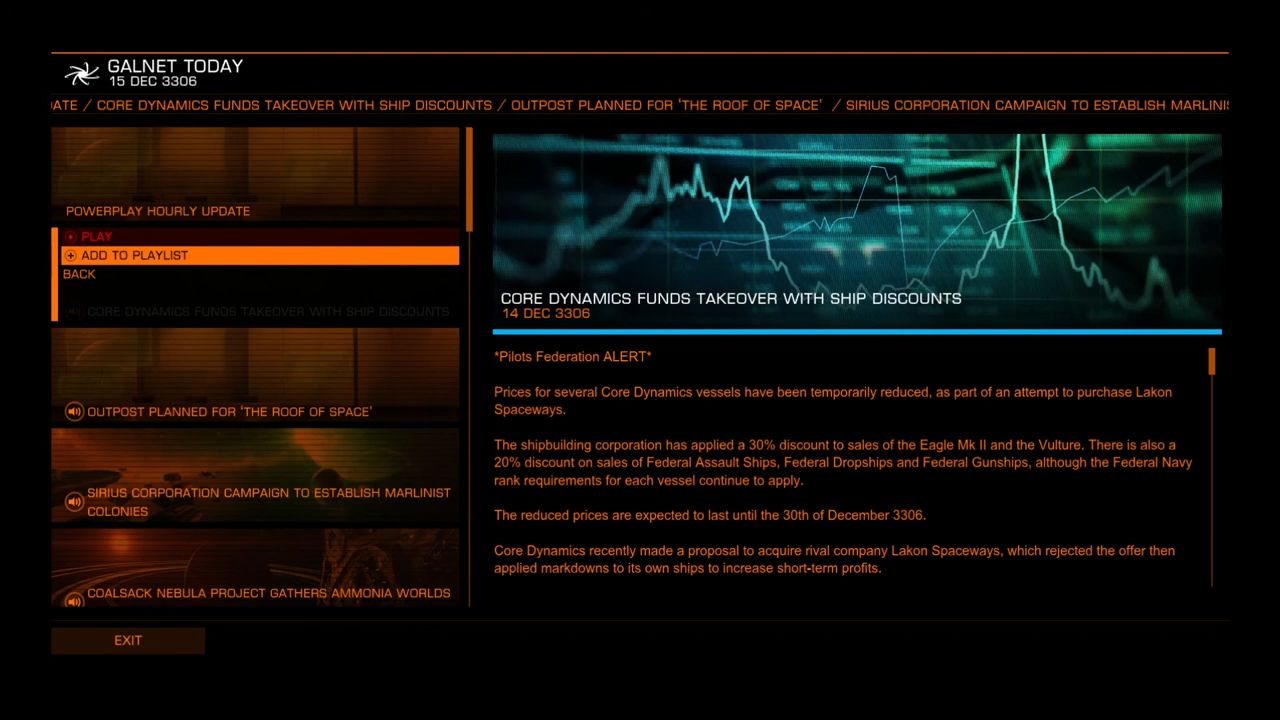 GALNET TODAY
15 DEC 3306
DATE / CORE DYNAMICS FUNDS TAKEOVER WITH SHIP DISCOUNTS / OUTPOST PLANNED FOR 'THE ROOF OF SPACE' / SIRIUS CORPORATION CAMPAIGN TO ESTABLISH MARLINIS
POWERPLAY HOURLY UPDATE
PLAY
ADD TO PLAYLIST
BACK
CORE DYNAMICS FUNDS TAKEOVER WITH SHIP DISCOUNTS
OUTPOST PLANNED FOR 'THE ROOF OF SPACE'
SIRIUS CORPORATION CAMPAIGN TO ESTABLISH MARLINIST
COLONIES
COALSACK NEBULA PROJECT GATHERS AMMONIA WORLDS
CORE DYNAMICS FUNDS TAKEOVER WITH SHIP DISCOUNTS
14 DEC 3306
*Pilots Federation ALERT*
Prices for several Core Dynamics vessels have been temporarily reduced, as part of an attempt to purchase Lakon
Spaceways.
The shipbuilding corporation has applied a 30% discount to sales of the Eagle Mk II and the Vulture. There is also a
20% discount on sales of Federal Assault Ships, Federal Dropships and Federal Gunships, although the Federal Navy
rank requirements for each vessel continue to apply.
The reduced prices are expected to last until the 30th of December 3306.
Core Dynamics recently made a proposal to acquire rival company Lakon Spaceways, which rejected the offer then
applied markdowns to its own ships to increase short-term profits.
EXIT